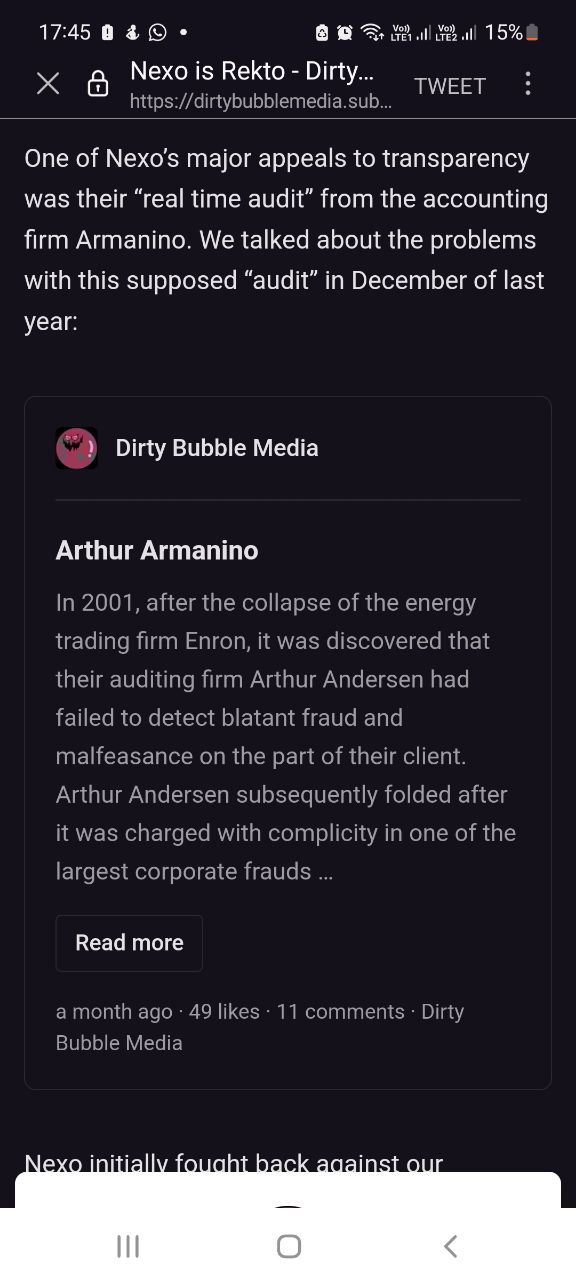 17:45 Vo)) LTE1 Vo)) LTE2 15%
Nexo is Rekto - Dirty...
https://dirtybubblemedia.sub...
TWEET
One of Nexo’s major appeals to transparency
was their “real time audit” from the accounting
firm Armanino. We talked about the problems
with this supposed “audit” in December of last
year:
Dirty Bubble Media
Arthur Armanino
In 2001, after the collapse of the energy
trading firm Enron, it was discovered that
their auditing firm Arthur Andersen had
failed to detect blatant fraud and
malfeasance on the part of their client.
Arthur Andersen subsequently folded after
it was charged with complicity in one of the
largest corporate frauds ...
Read more
a month ago · 49 likes · 11 comments · Dirty
Bubble Media
Nexo initially fought back against our